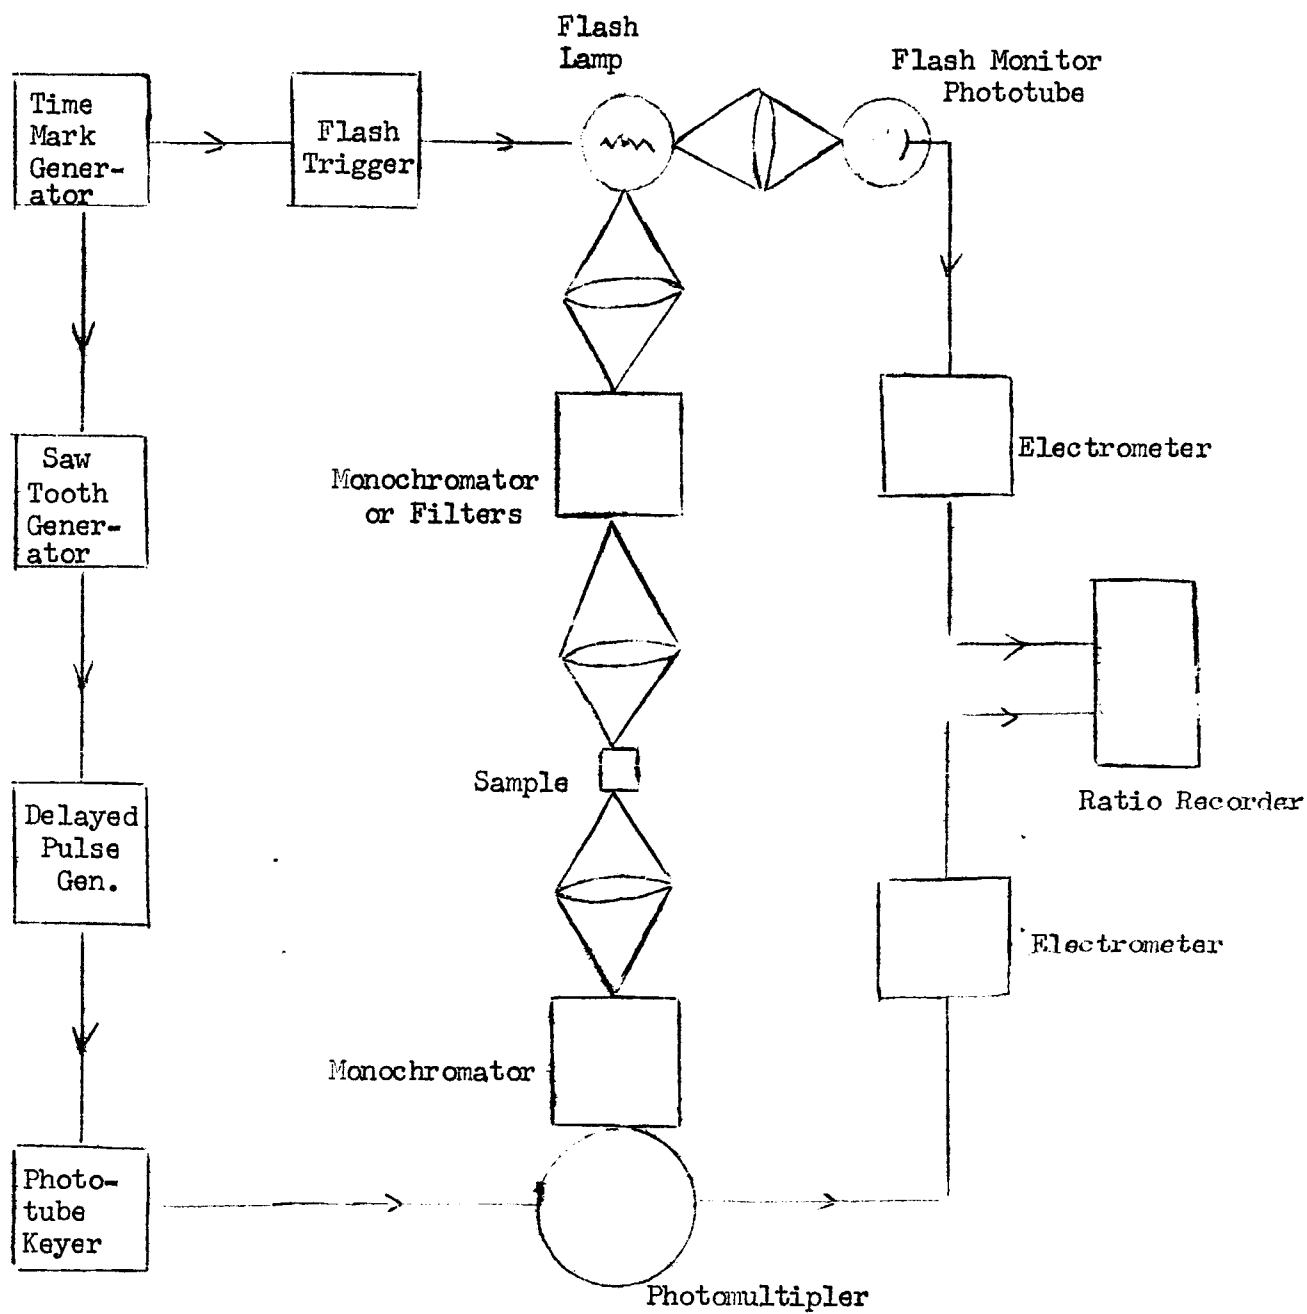 Flash
Lamp
Flash Monitor
Phototube
Time
Mark
Gener-
ator
Flash
Trigger
Saw
Tooth
Gener-
ator
Monochromator
or Filters
Electrometer
Sample
Ratio Recorder
Delayed
Pulse
Gen.
Electrometer
Monochromator
Photo-
tube
Keyer
Photomultipler